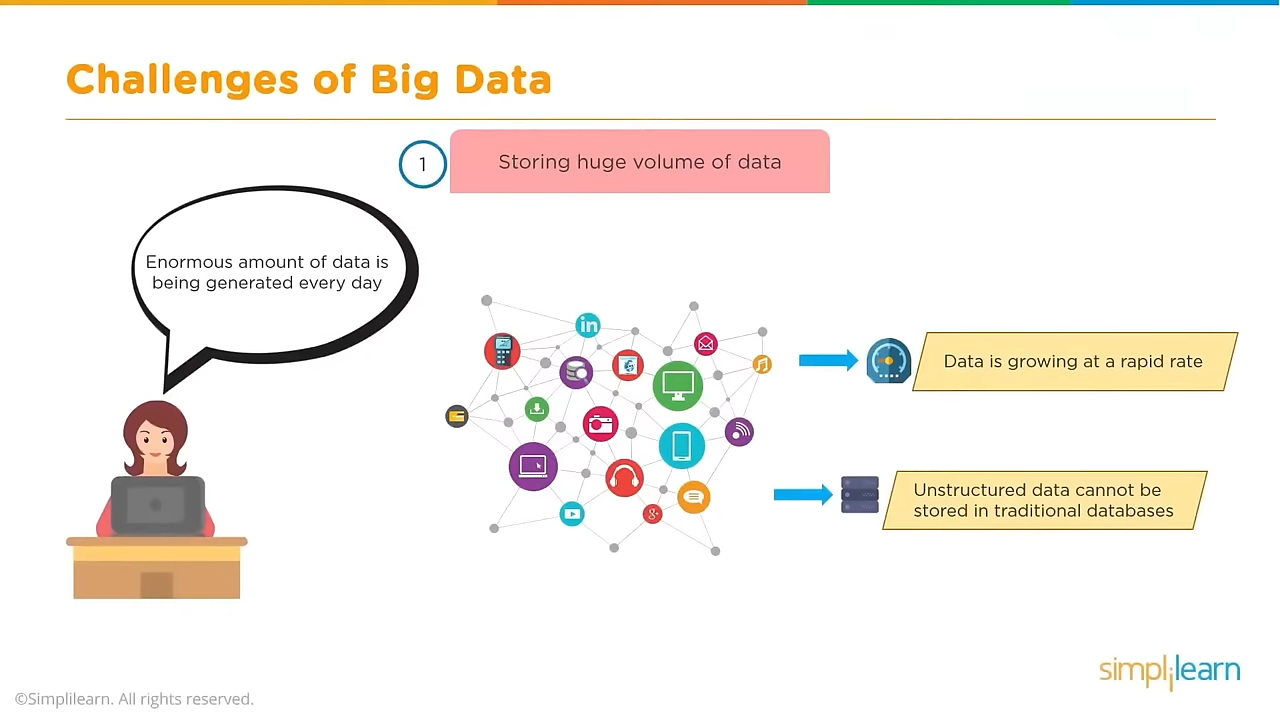 Challenges of Big Data
1
Storing huge volume of data
Enormous amount of data is
being generated every day
in
Data is growing at a rapid rate
Unstructured data cannot be
stored in traditional databases
g+
simplilearn
©Simplilearn. All rights reserved.